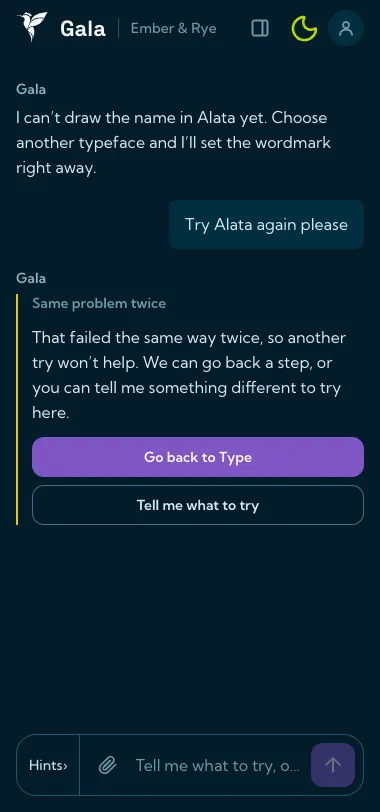 Gala
Ember & Rye
Gala
I can’t draw the name in Alata yet. Choose
another typeface and I’ll set the wordmark
right away.
Try Alata again please
Gala
Same problem twice
That failed the same way twice, so another
try won’t help. We can go back a step, or
you can tell me something different to try
here.
Go back to Type
Tell me what to try
Hints›
Tell me what to try, o...